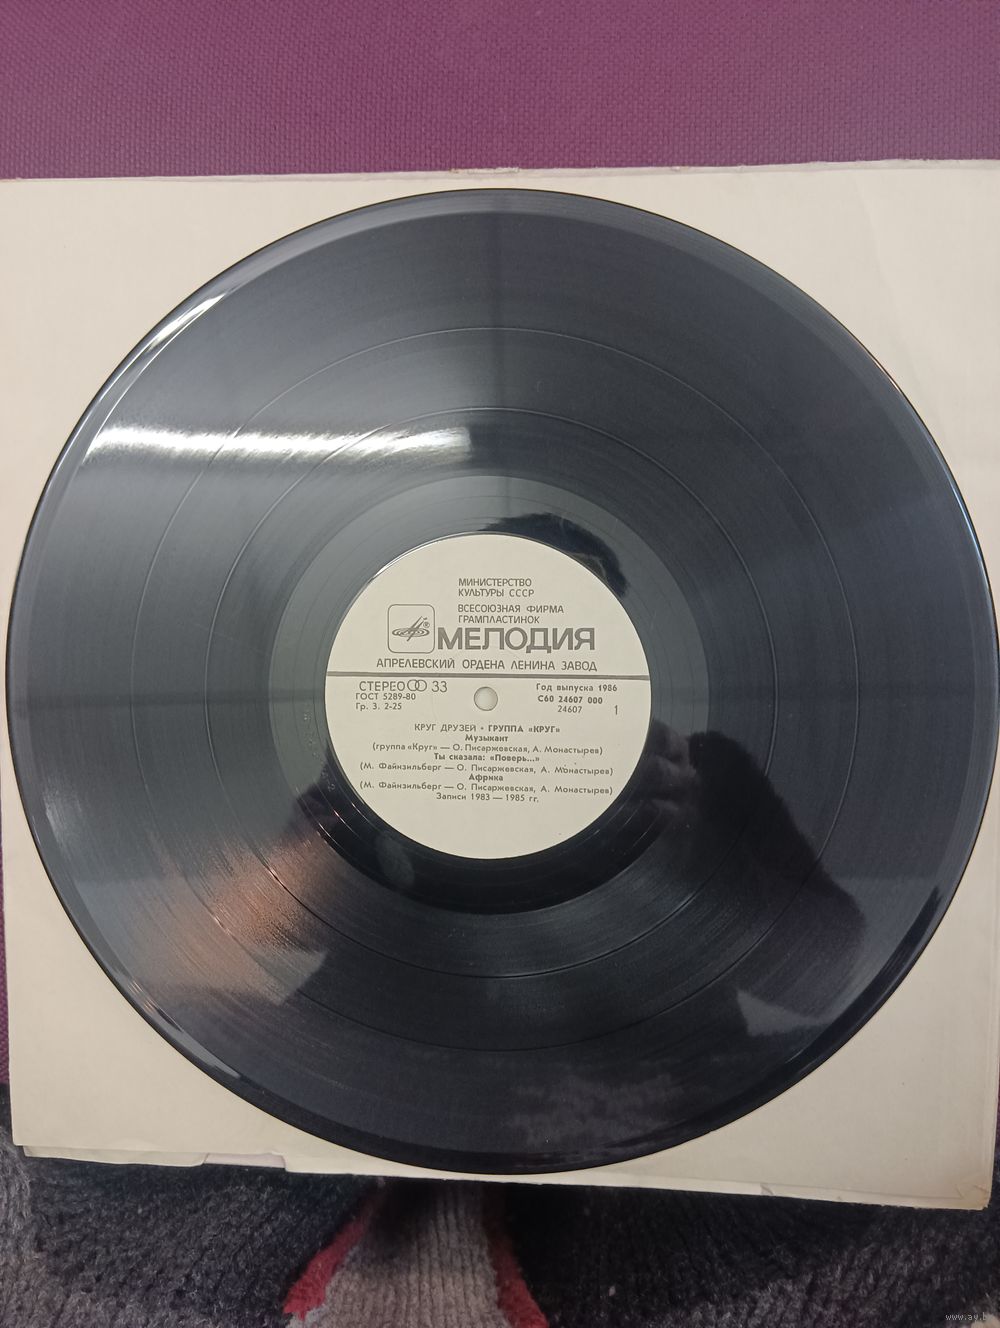 МИНИСТЕРСТВО
КУЛЬТУРЫ СССР
ВСЕСОЮЗНАЯ ФИРМА
ГРАМПЛАСТИНОК
®
МЕЛОДИЯ
АПРЕЛЕВСКИЙ ОРДЕНА ЛЕНИНА ЗАВОД
СТЕРЕО 33
ГОСТ 5289-80
Гр. 3. 2-25
Год выпуска 1986
С60 24607 000
24607 1
КРУГ ДРУЗЕЙ • ГРУППА «КРУГ»
Музыкант
(группа «Круг» — О. Писаржевская, А. Монастырев)
Ты сказала: «Поверь...»
(М. Файнзильберг — О. Писаржевская, А. Монастырев)
Африка
(М. Файнзильберг — О. Писаржевская, А. Монастырев)
Записи 1983 — 1985 гг.